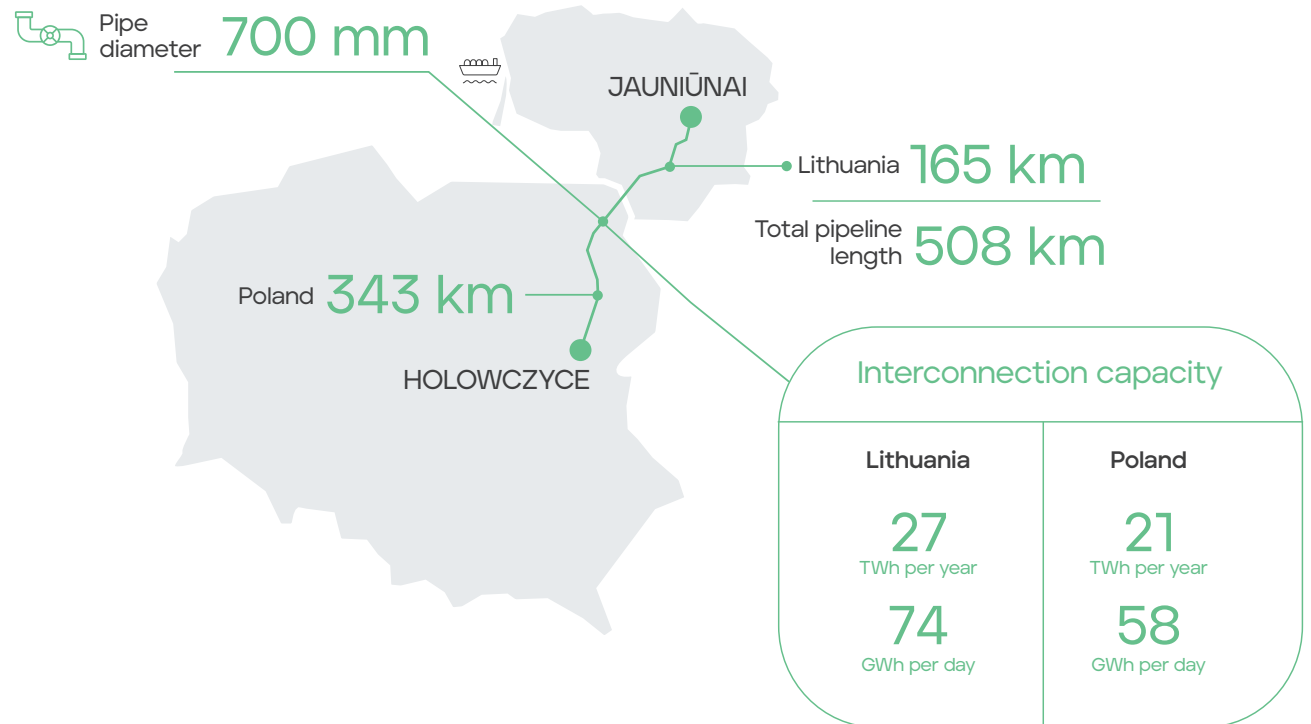 Pipe
diameter
700 mm
JAUNIŪNAI
Lithuania
165 km
Total pipeline
length
508 km
Poland
343 km
HOLOWCZYCE
Interconnection capacity
Lithuania
Poland
27
TWh per year
21
TWh per year
74
GWh per day
58
GWh per day